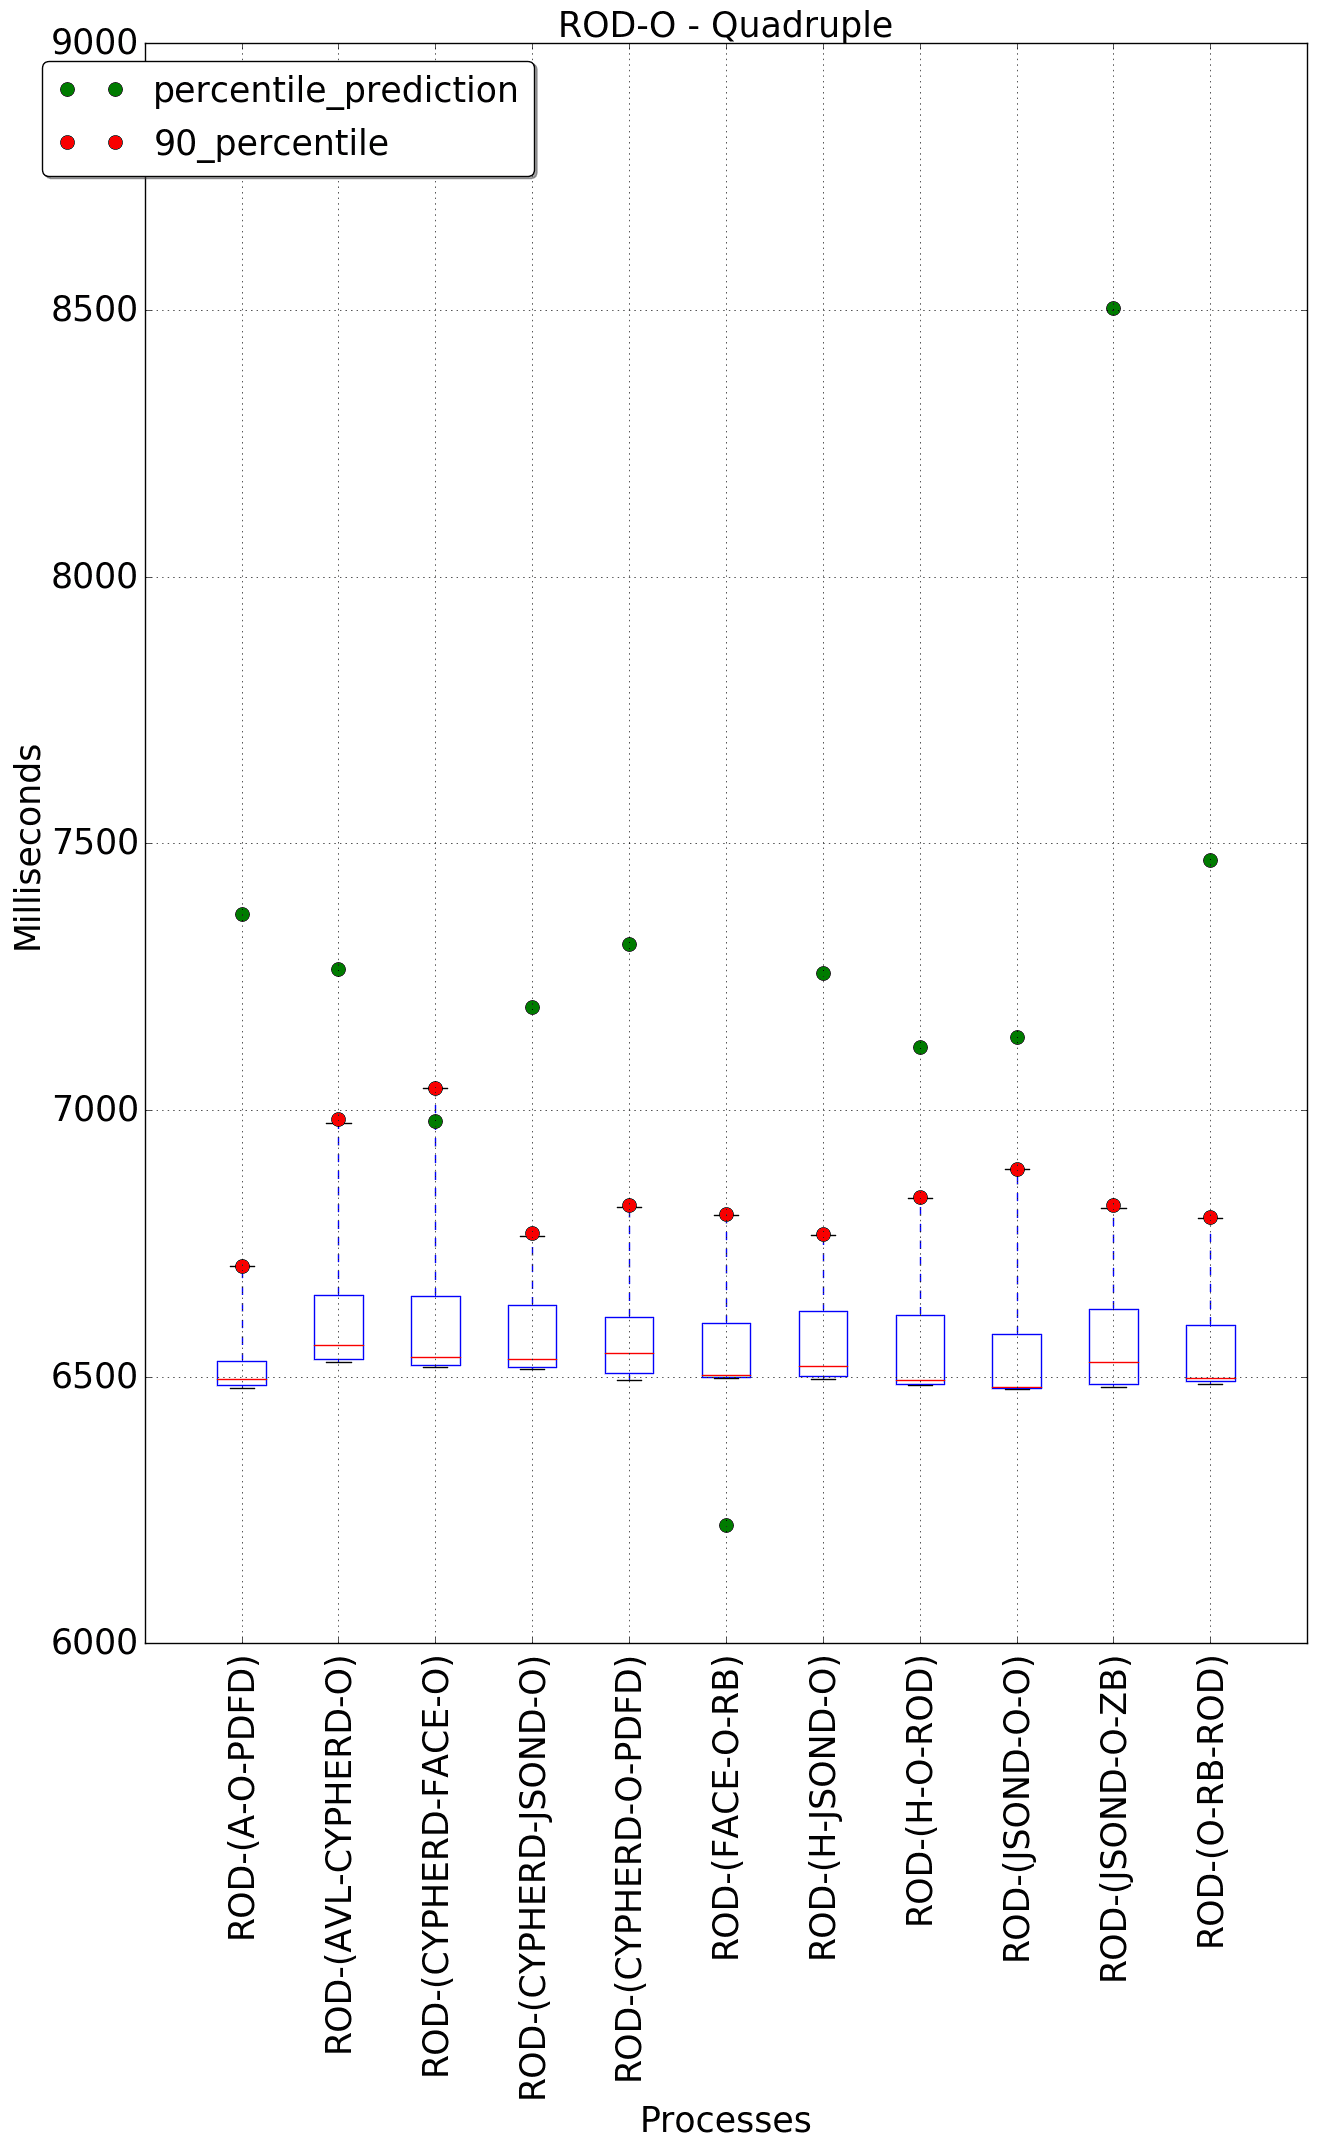 ROD-O - Quadruple
percentile_prediction
90_percentile
9000
8500
8000
7500
7000
6500
6000
Milliseconds
ROD-(A-O-PDFD)
ROD-(AVL-CYPHERD-O)
ROD-(CYPHERD-FACE-O)
ROD-(CYPHERD-JSOND-O)
ROD-(CYPHERD-O-PDFD)
ROD-(FACE-O-RB)
ROD-(H-JSOND-O)
ROD-(H-O-ROD)
ROD-(JSOND-O-O)
ROD-(JSOND-O-ZB)
ROD-(O-RB-ROD)
Processes